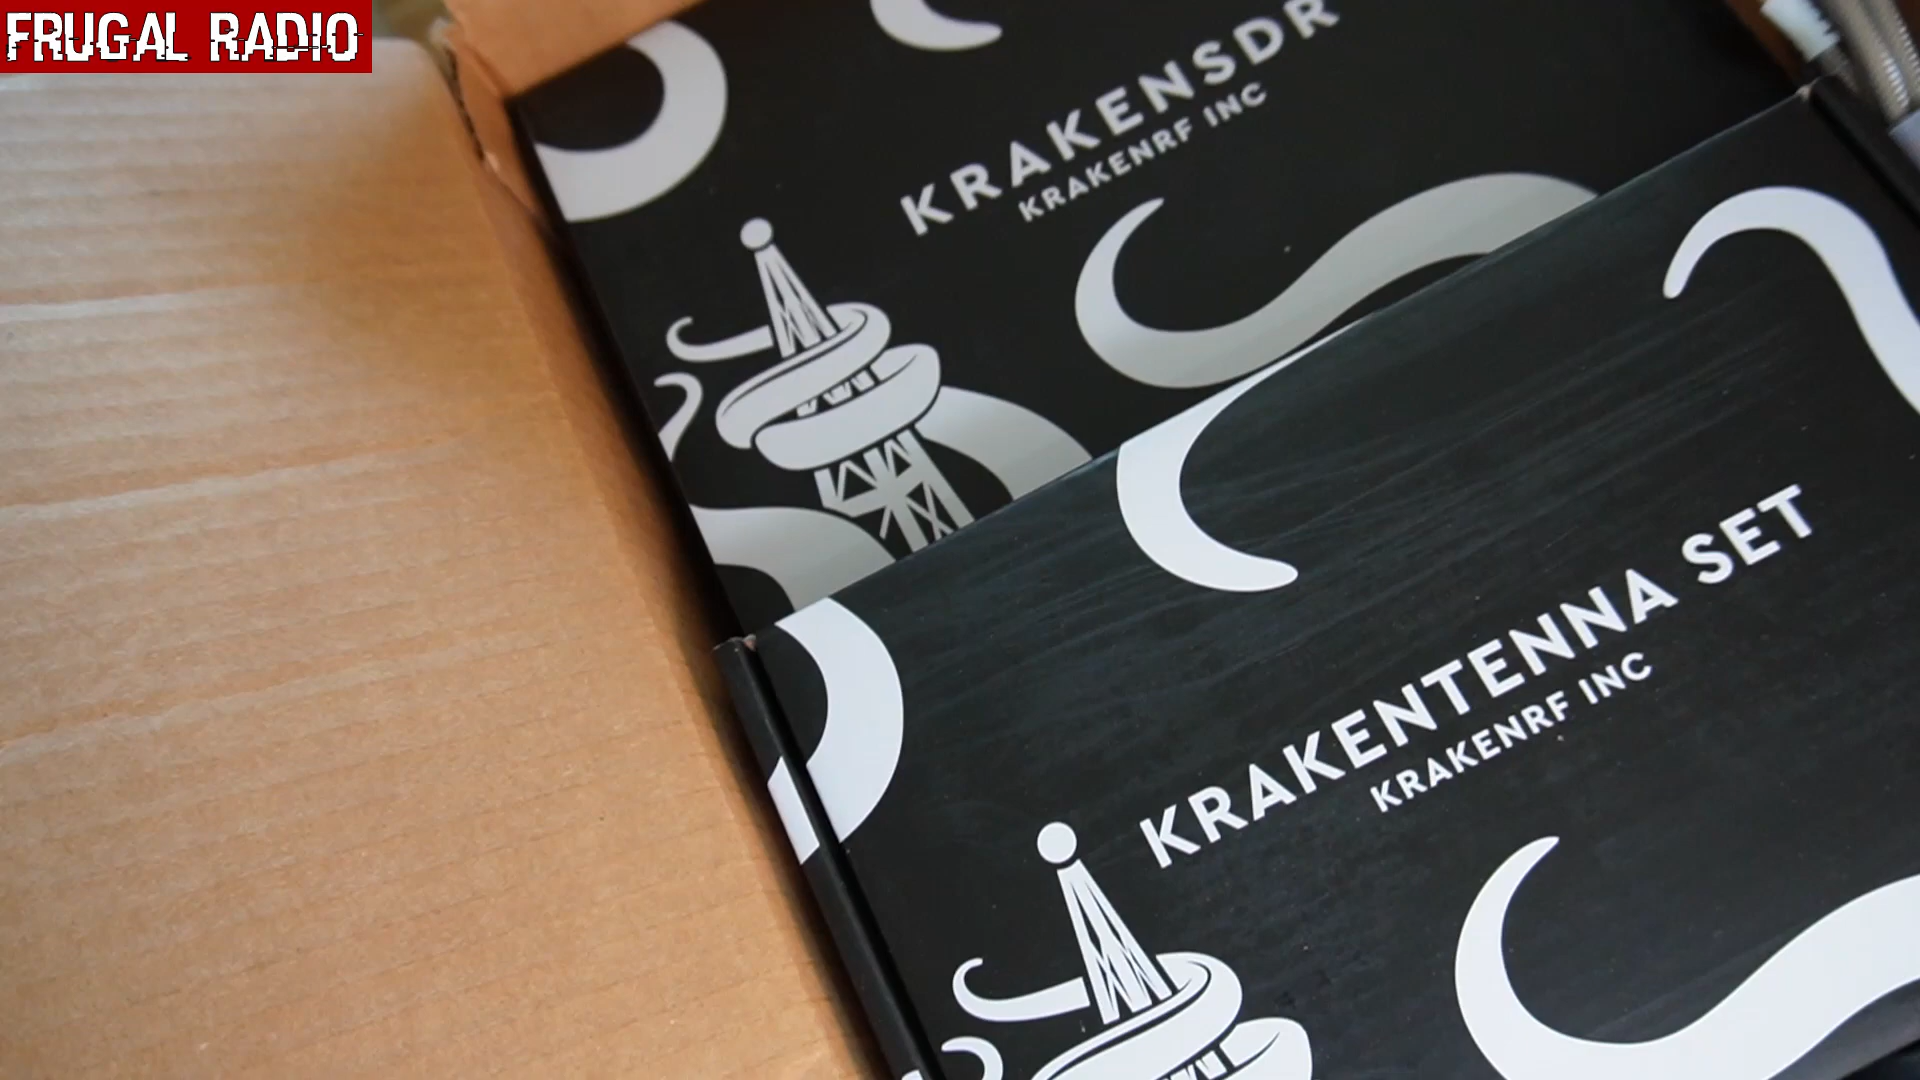 FRUGAL RADIO
KRAKENSDR
KRAKENRF INC
KRAKENTENNA SET
KRAKENRF INC